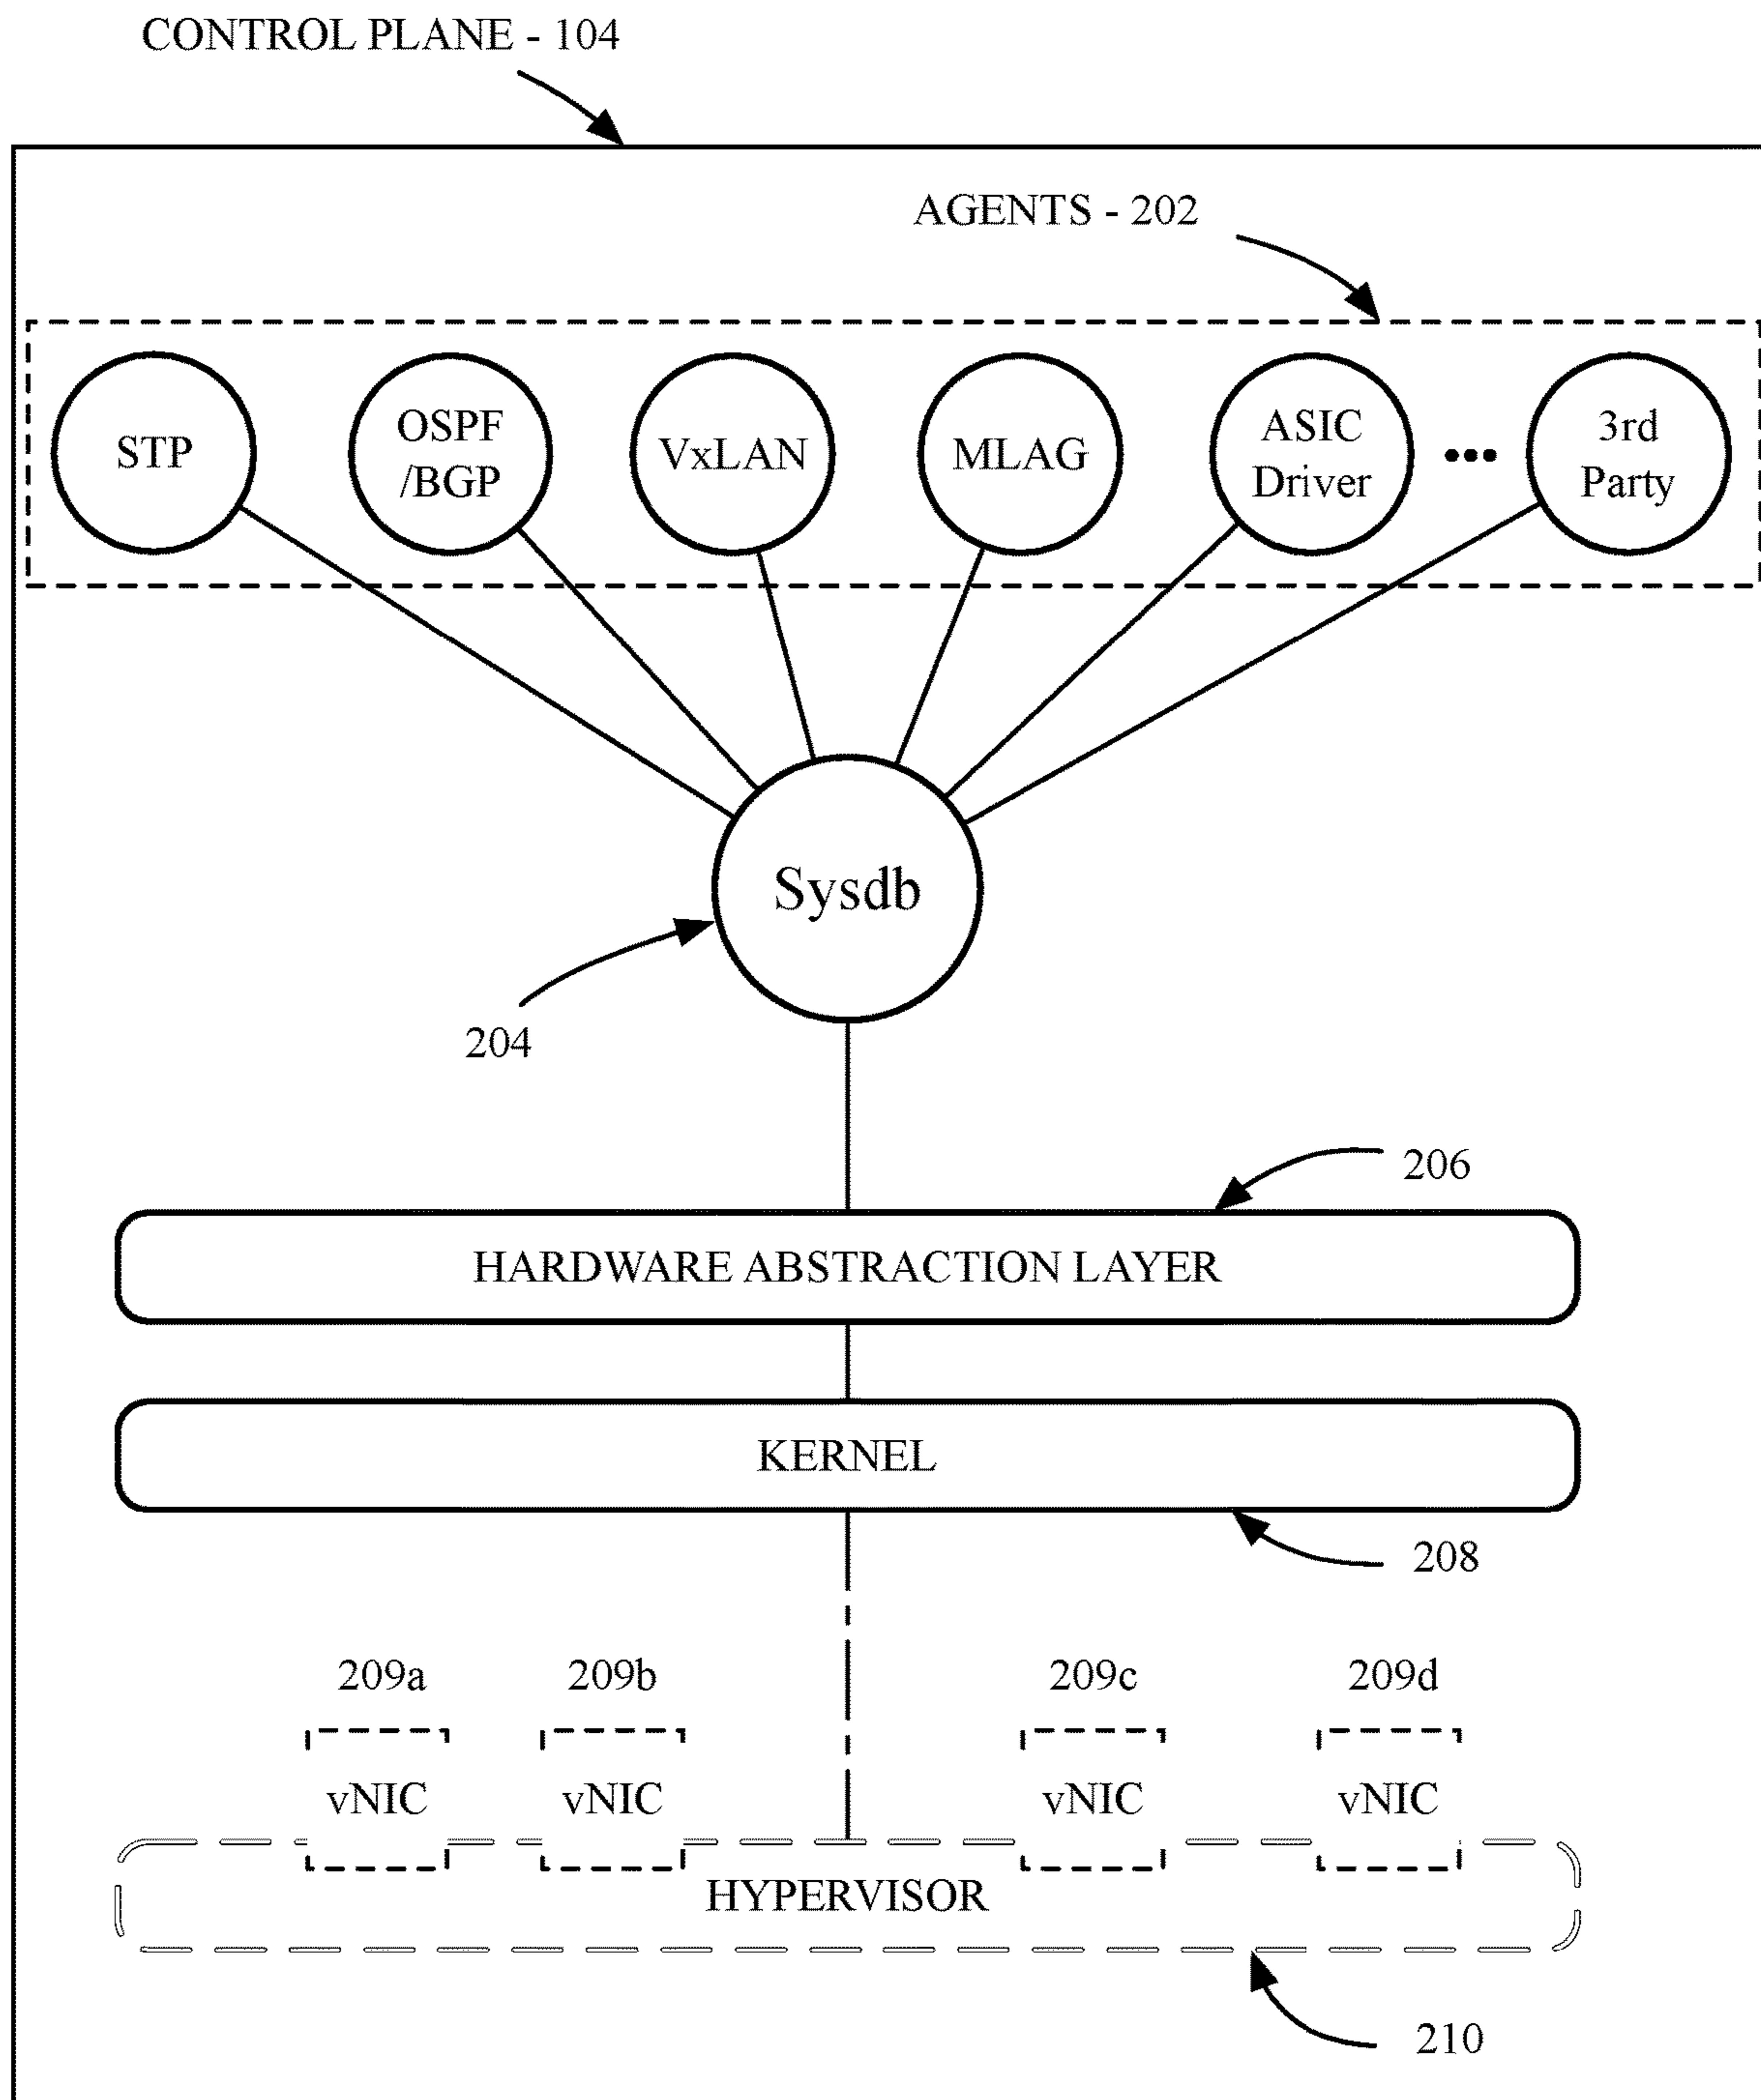 CONTROL PLANE - 104
AGENTS - 202
STP
OSPF
/BGP
VxLAN
MLAG
ASIC
Driver
•••
3rd
Party
Sysdb
204
206
HARDWARE ABSTRACTION LAYER
KERNEL
208
209a
209b
209c
209d
vNIC
vNIC
vNIC
vNIC
HYPERVISOR
210